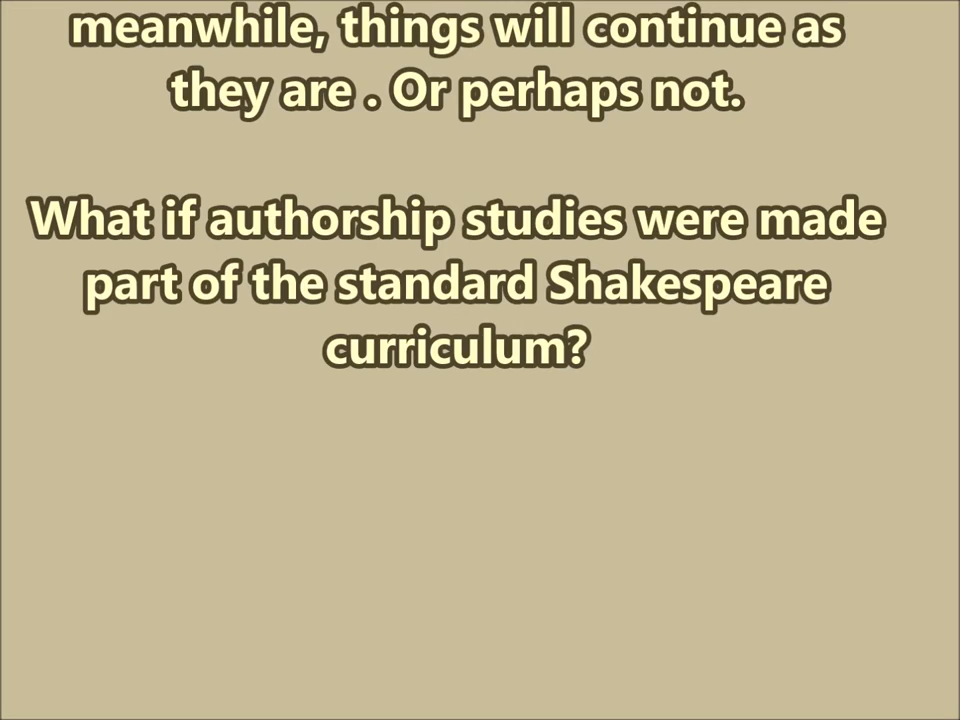 meanwhile, things will continue as
they are . Or perhaps not.
What if authorship studies were made
part of the standard Shakespeare
curriculum?